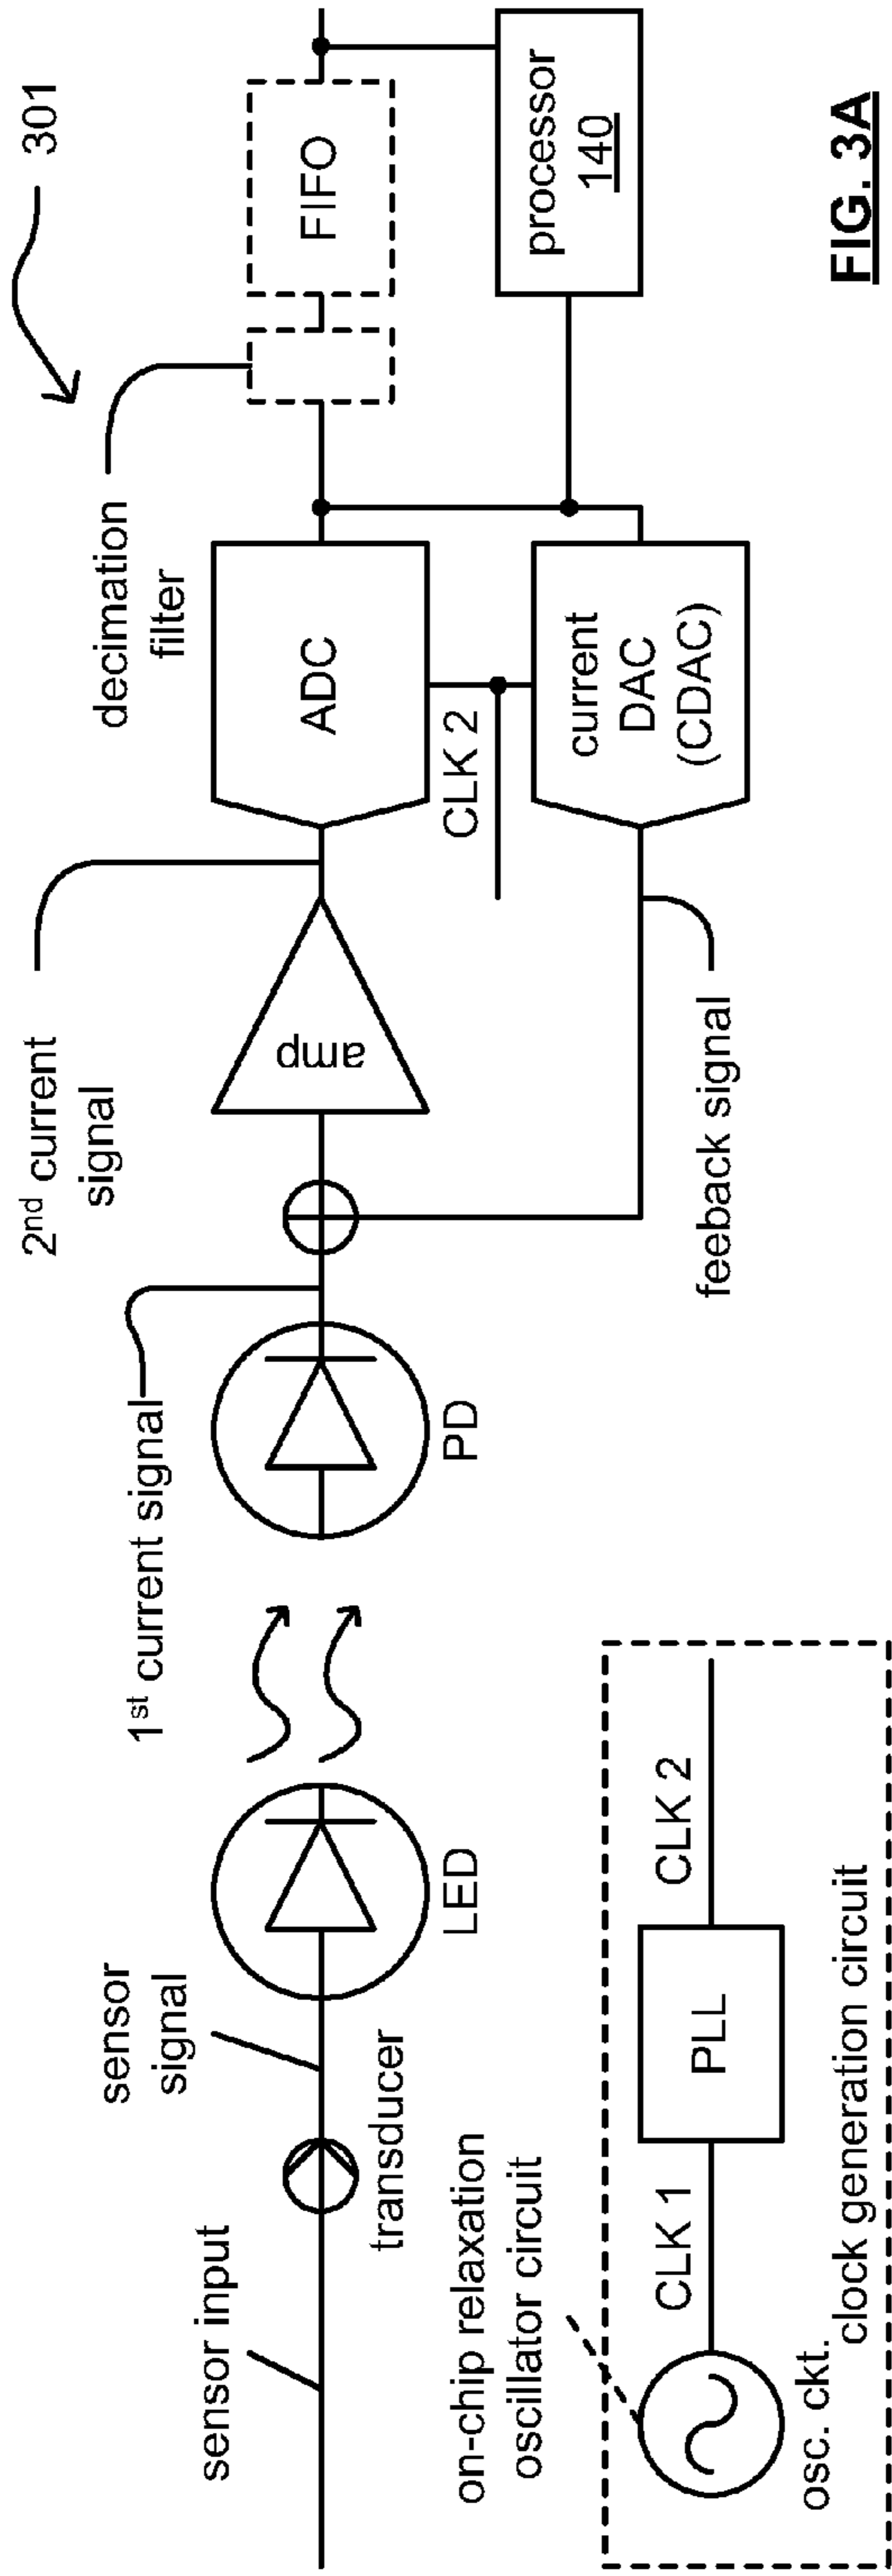 301
decimation
filter
2nd current
signal
1st current signal
sensor
signal
sensor input
transducer
LED
PD
amp
ADC
FIFO
processor
140
CLK 2
current
DAC
(CDAC)
feeback signal
on-chip relaxation
oscillator circuit
osc. ckt.
CLK 1
PLL
CLK 2
clock generation circuit
FIG. 3A